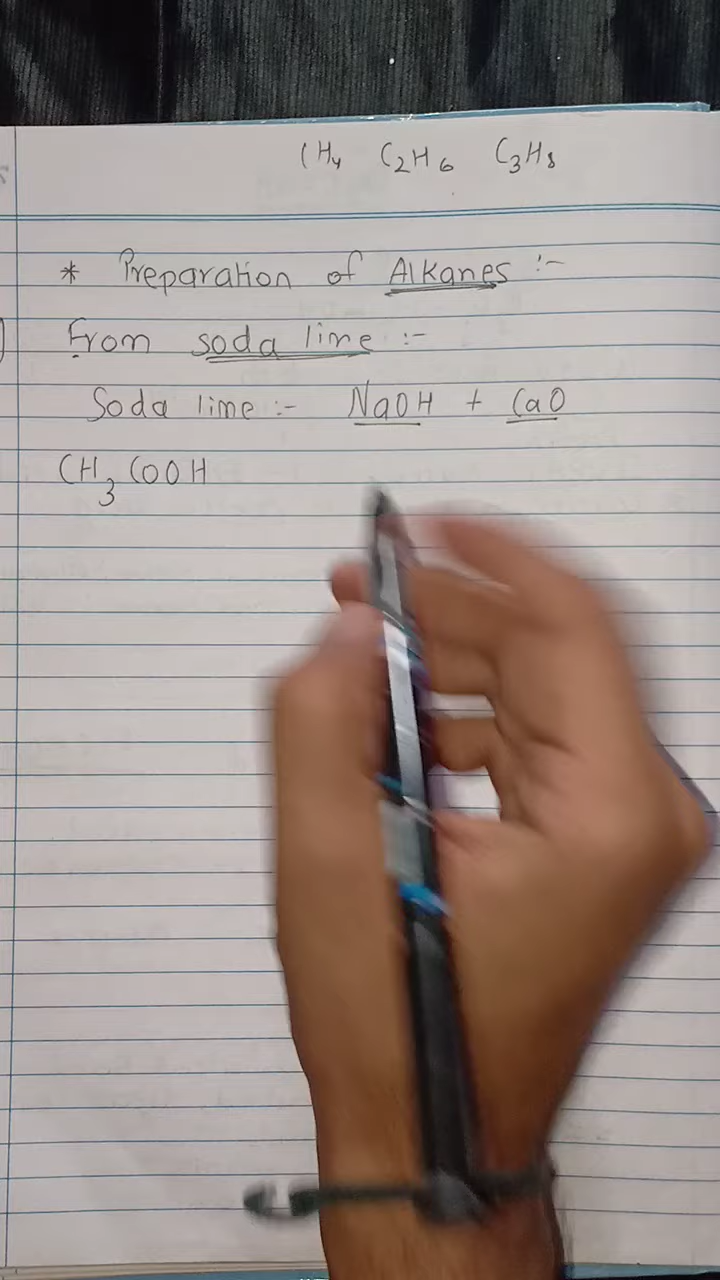 CH4 C2H6 C3H8
* Preparation of Alkanes :-
From soda lime :-
Soda lime :- NaOH + CaO
CH3COOH